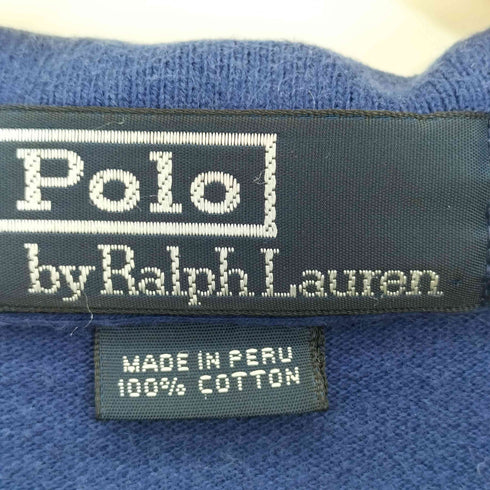 Polo
by Ralph Lauren
MADE IN PERU
100% COTTON